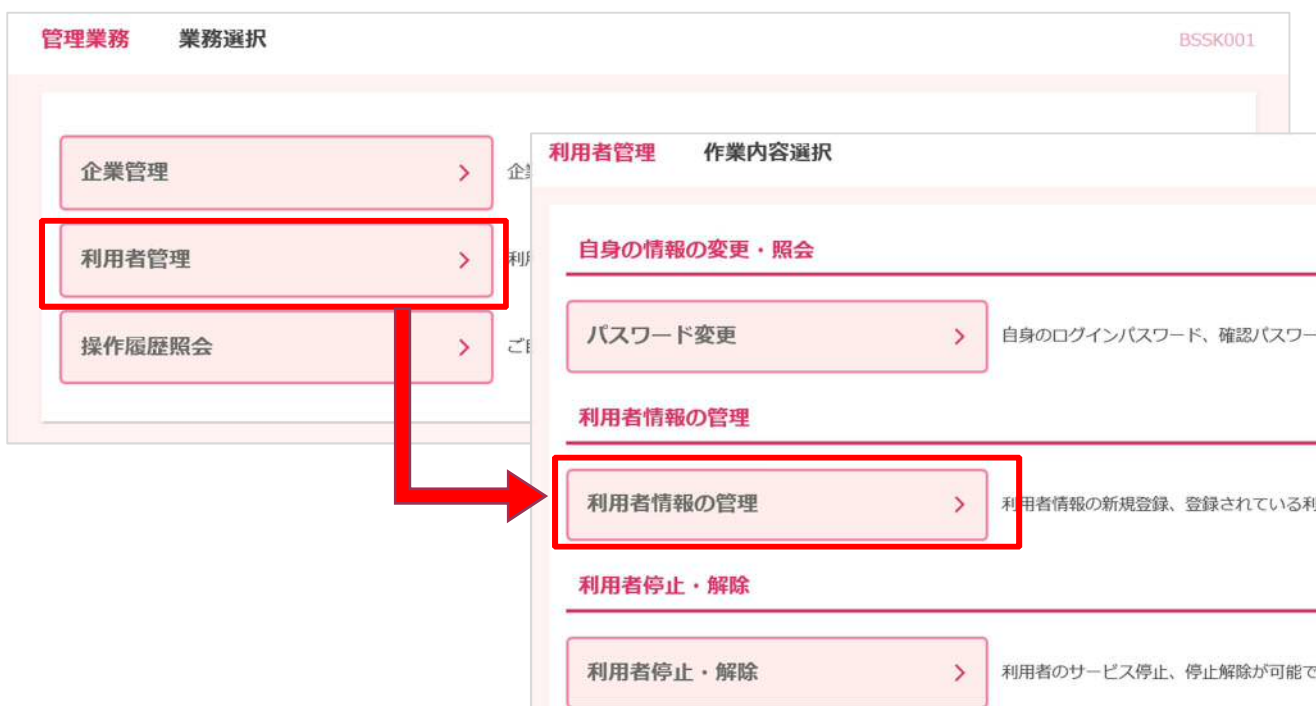 管理業務 業務選択 BSSK001
企業管理
利用者管理
操作履歴照会
利用者管理 作業内容選択
自身の情報の変更・照会
パスワード変更 自身のログインパスワード、確認パスワー
利用者情報の管理
利用者情報の管理 利用者情報の新規登録、登録されている利
利用者停止・解除
利用者停止・解除 利用者のサービス停止、停止解除が可能で